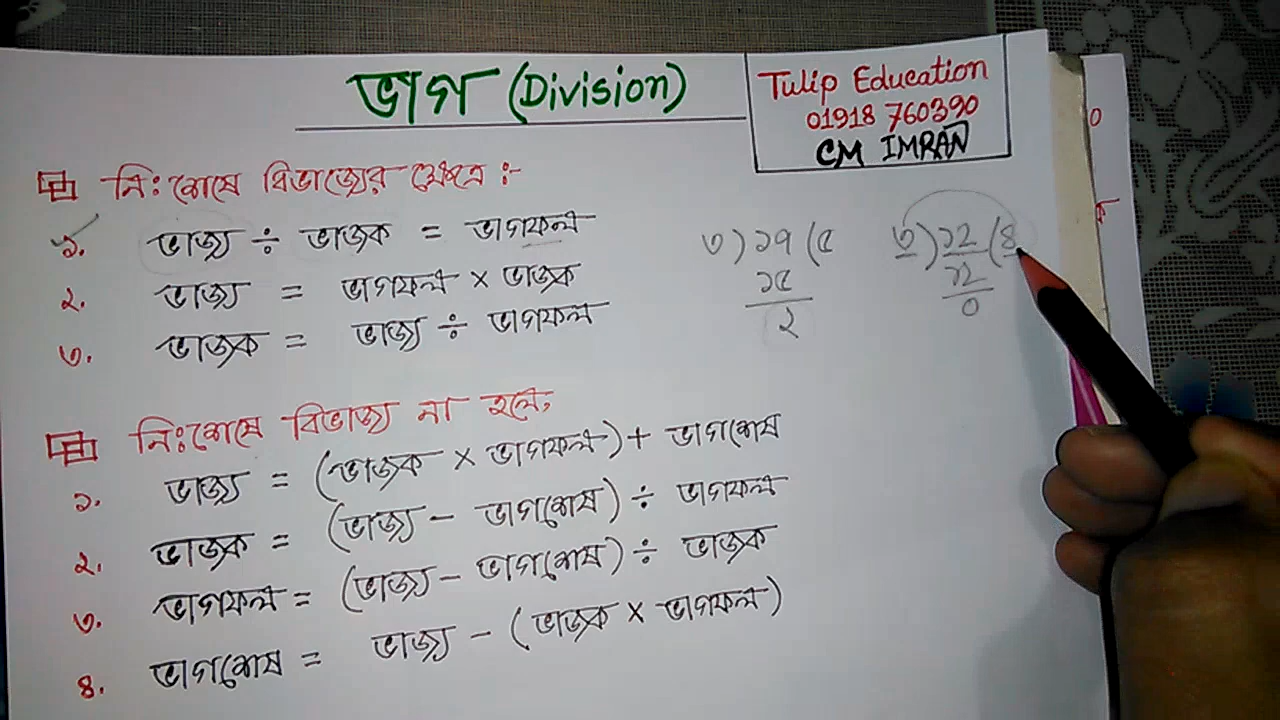 ভাগ (Division)
Tulip Education
01918 760390
CM IMRAN
নিঃশেষে বিভাজ্যের ক্ষেত্রে :-
১. ভাজ্য ÷ ভাজক = ভাগফল
২. ভাজ্য = ভাগফল × ভাজক
৩. ভাজক = ভাজ্য ÷ ভাগফল
৩) ১৭ (৫
১৫
২
৩) ১২ (৪
১২
০
নিঃশেষে বিভাজ্য না হলে,
১. ভাজ্য = (ভাজক × ভাগফল) + ভাগশেষ
২. ভাজক = (ভাজ্য - ভাগশেষ) ÷ ভাগফল
৩. ভাগফল = (ভাজ্য - ভাগশেষ) ÷ ভাজক
৪. ভাগশেষ = ভাজ্য - (ভাজক × ভাগফল)